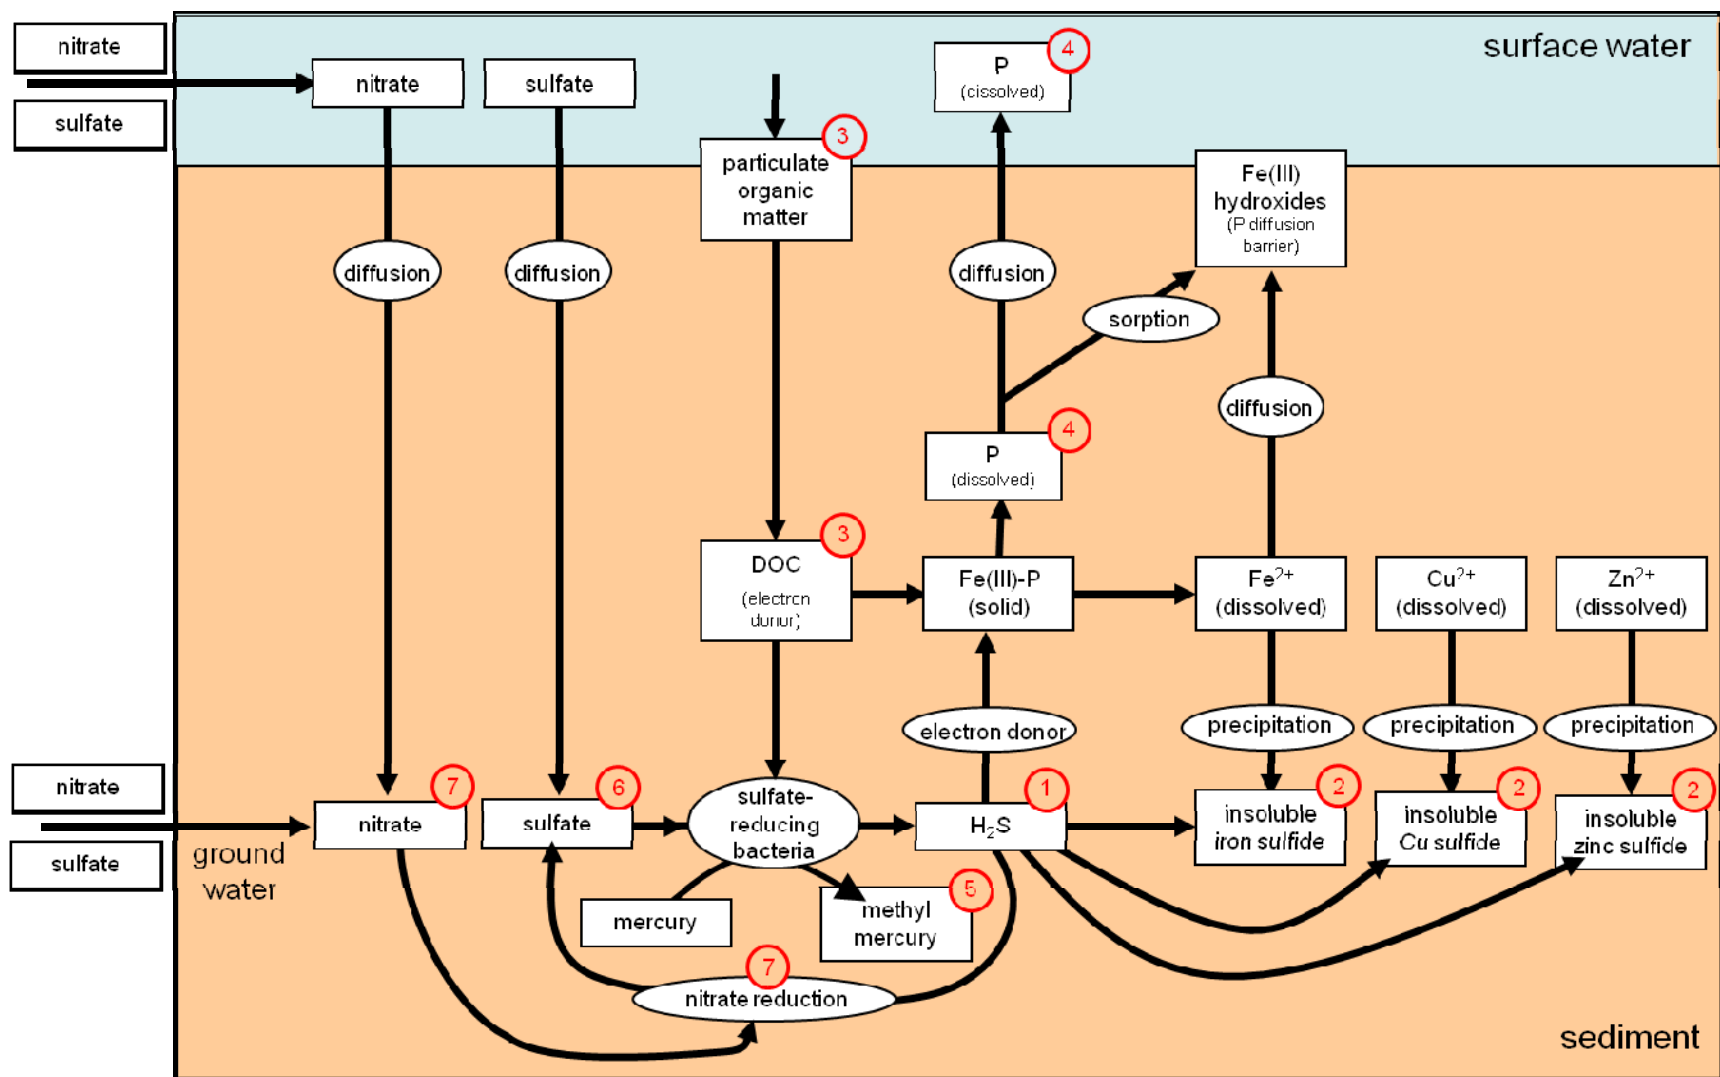 surface water
nitrate
sulfate
nitrate
sulfate
P
(cissolved)
4
3
particulate
organic
matter
Fe(III)
hydroxides
(P diffusion
barrier)
diffusion
diffusion
diffusion
sorption
diffusion
P
(dissolved)
4
3
DOC
(electron
donor)
Fe(III)-P
(solid)
Fe2+
(dissolved)
Cu2+
(dissolved)
Zn2+
(dissolved)
electron donor
precipitation
precipitation
precipitation
nitrate
sulfate
ground
water
nitrate
7
sulfate
6
sulfate-
reducing
bacteria
H2S
1
insoluble
iron sulfide
2
insoluble
Cu sulfide
2
insoluble
zinc sulfide
2
mercury
methyl
mercury
5
7
nitrate reduction
sediment